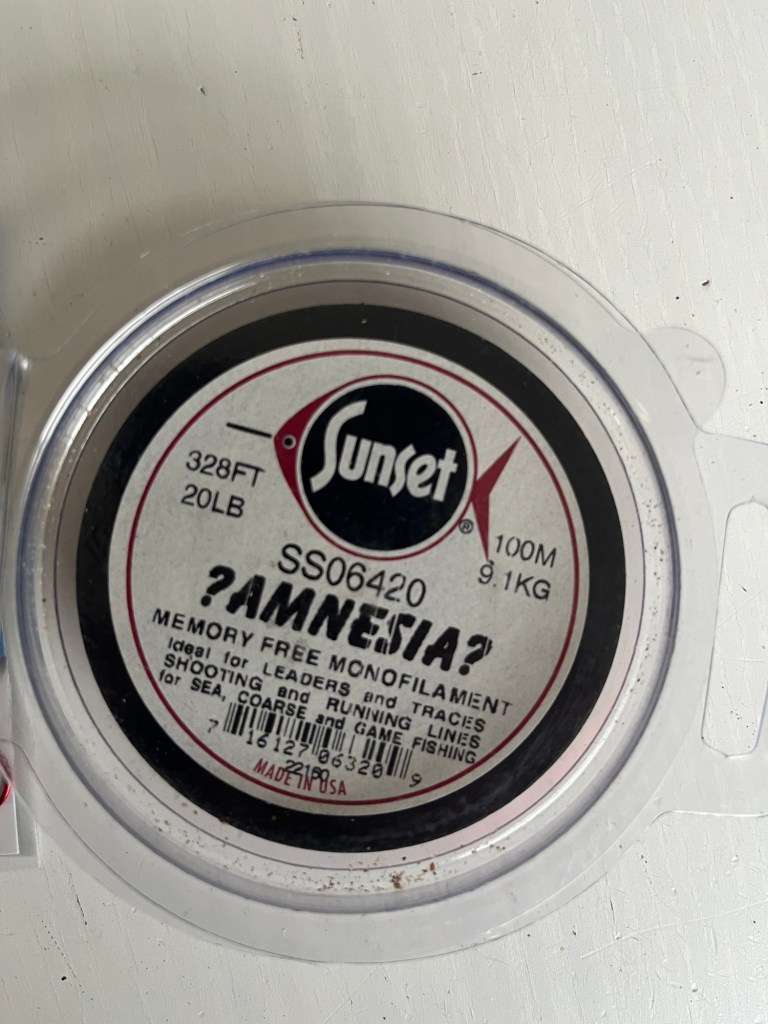 Sunset
®
328FT
20LB
100M
9.1KG
SS06420
?AMNESIA?
MEMORY FREE MONOFILAMENT
Ideal for LEADERS and TRACES
SHOOTING and RUNNING LINES
for SEA, COARSE and GAME FISHING
7 16127 06320 9
22160
MADE IN USA